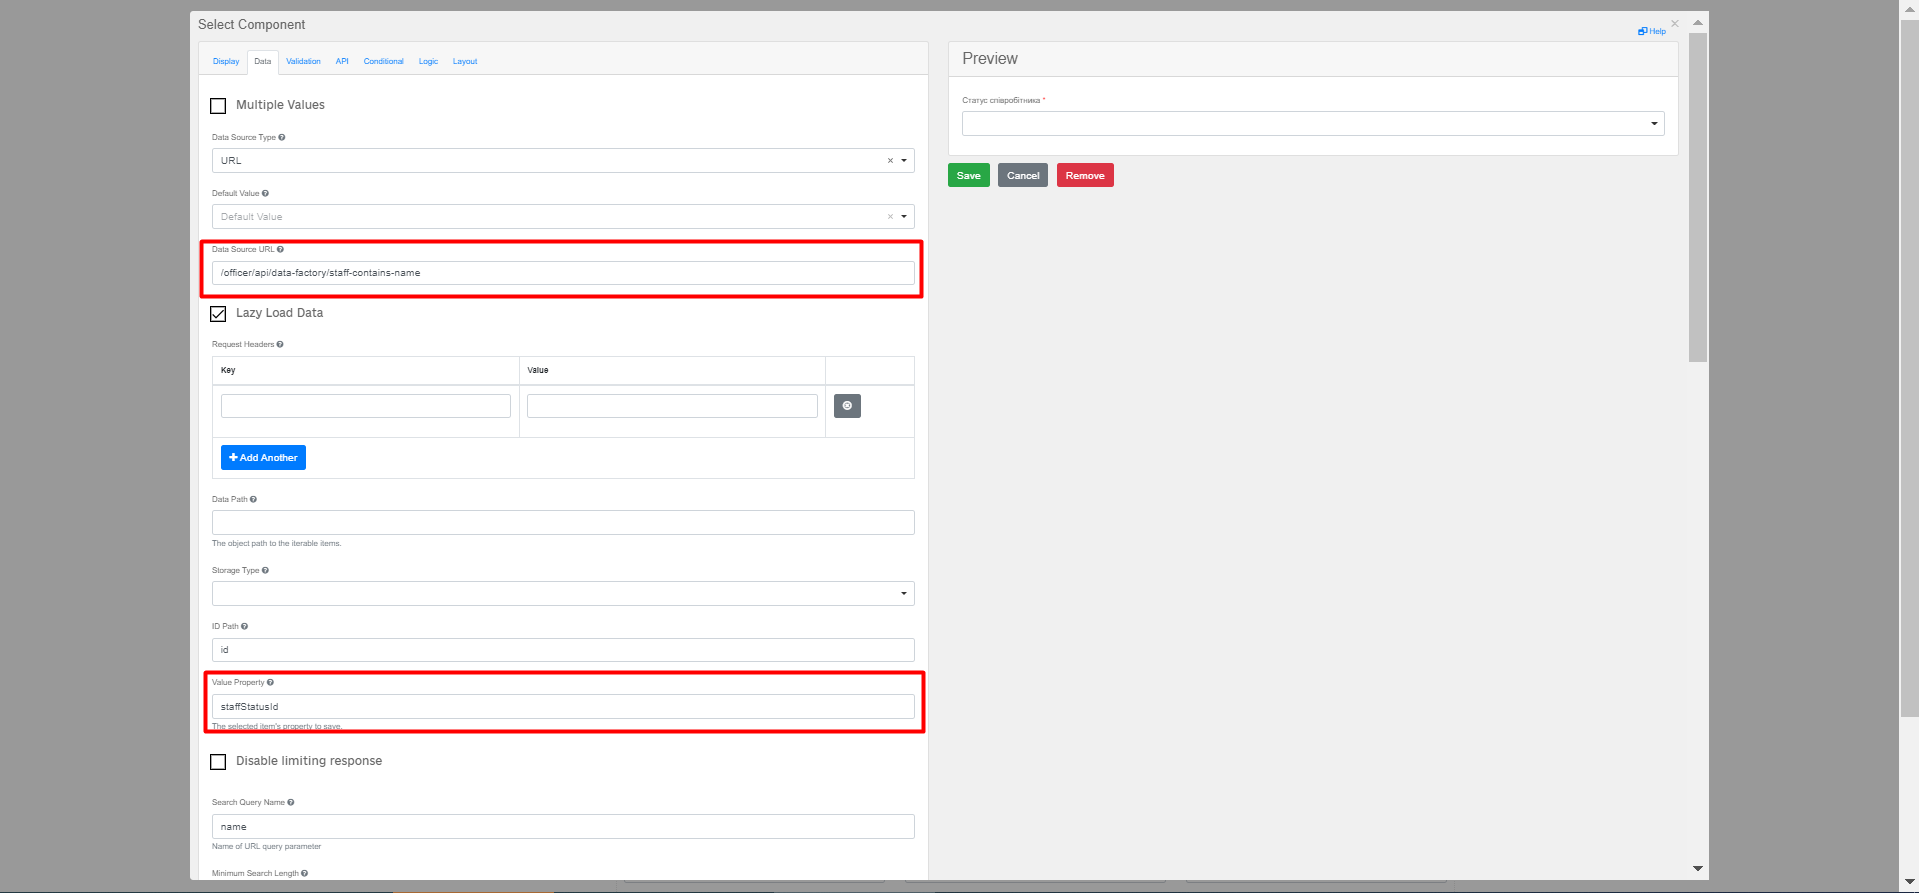 Select Component
Help
Display Data Validation API Conditional Logic Layout
Multiple Values
Data Source Type
URL
Default Value
Default Value
Data Source URL
/officer/api/data-factory/staff-contains-name
Lazy Load Data
Request Headers
Key Value
Add Another
Data Path
The object path to the iterable items.
Storage Type
ID Path
id
Value Property
staffStatusId
The selected item's property to save.
Disable limiting response
Search Query Name
name
Name of URL query parameter
Minimum Search Length
Preview
Статус співробітника *
Save Cancel Remove